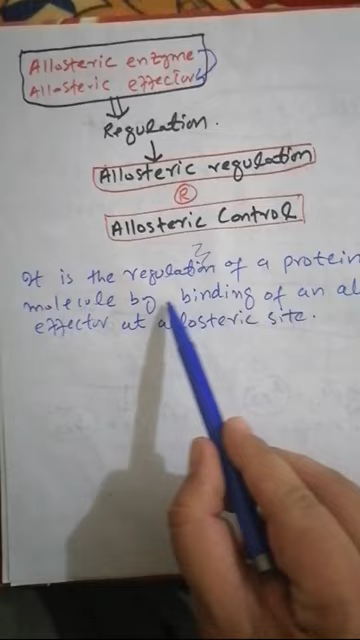 Allosteric enzyme
Allosteric effectors
Regulation.
Allosteric regulation
R
Allosteric Control
It is the regulation of a protein
molecule by binding of an al
effector at allosteric site.